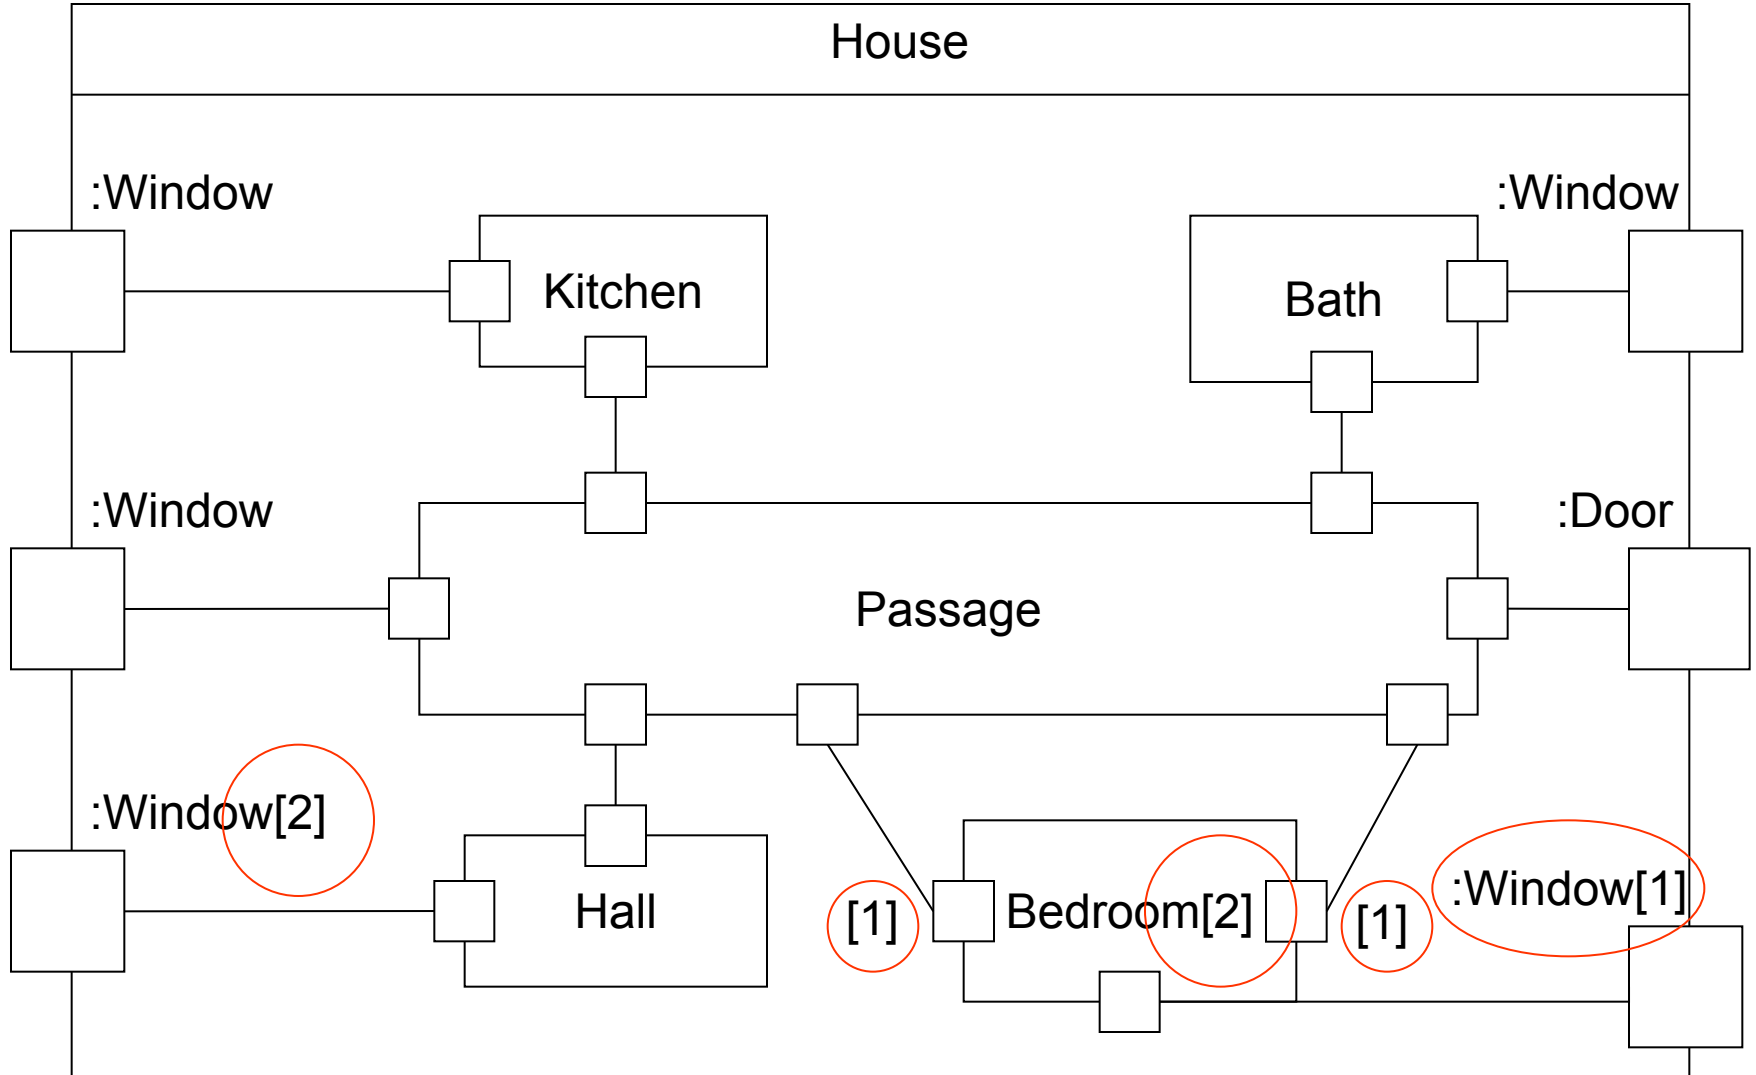 House
:Window
:Window
Kitchen
Bath
:Window
:Door
Passage
:Window[2]
Hall
[1]
Bedroom[2]
[1]
:Window[1]